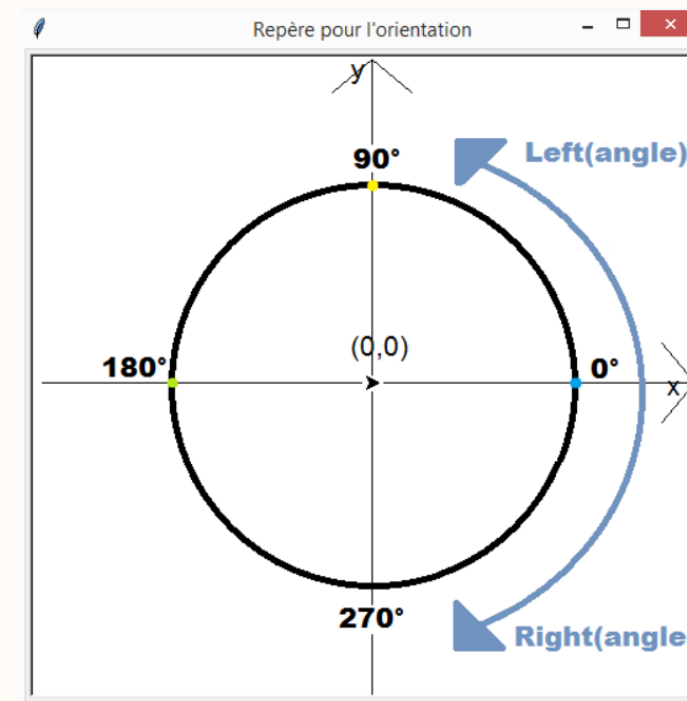 Repère pour l'orientation
y
90°
Left(angle)
(0,0)
180°
0°
x
270°
Right(angle